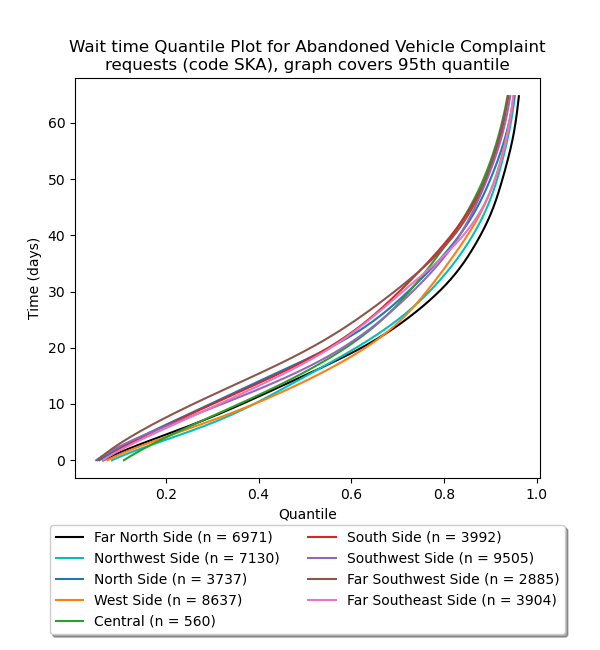 Wait time Quantile Plot for Abandoned Vehicle Complaint
requests (code SKA), graph covers 95th quantile
Time (days)
60
50
40
30
20
10
0
0.2 0.4 0.6 0.8 1.0
Quantile
Far North Side (n = 6971)
Northwest Side (n = 7130)
North Side (n = 3737)
West Side (n = 8637)
Central (n = 560)
South Side (n = 3992)
Southwest Side (n = 9505)
Far Southwest Side (n = 2885)
Far Southeast Side (n = 3904)